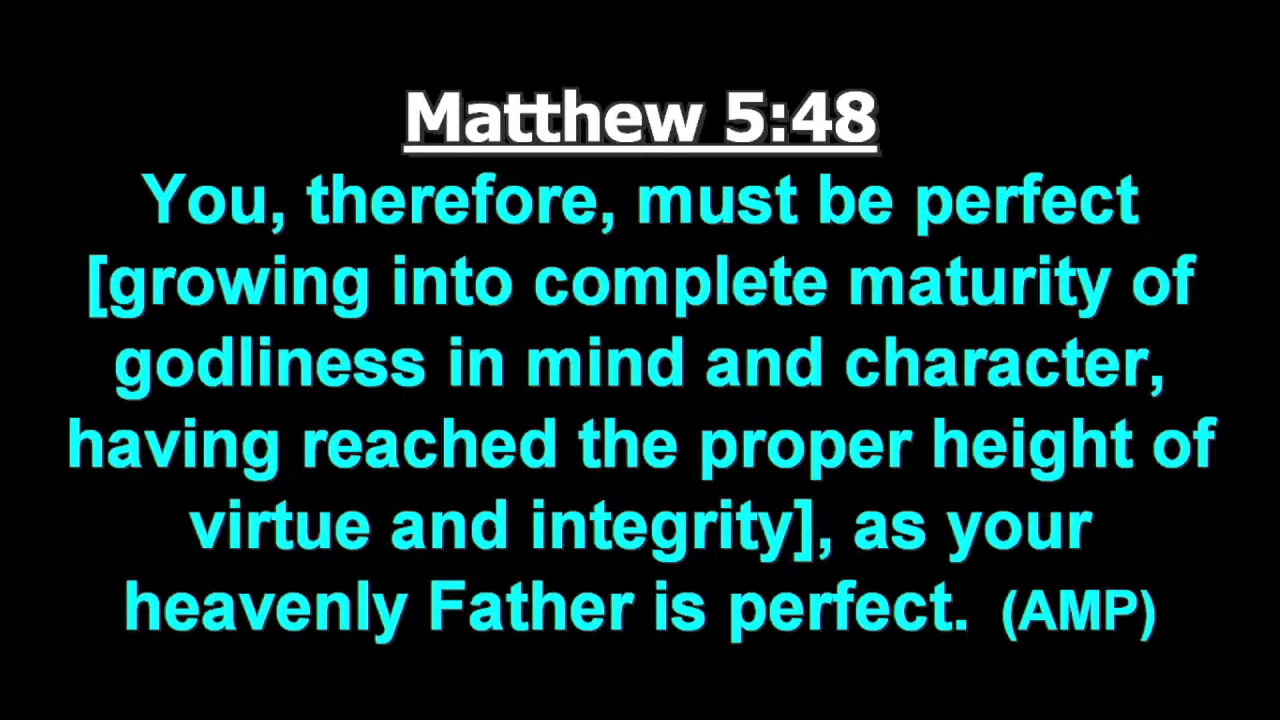 Matthew 5:48
You, therefore, must be perfect
[growing into complete maturity of
godliness in mind and character,
having reached the proper height of
virtue and integrity], as your
heavenly Father is perfect. (AMP)